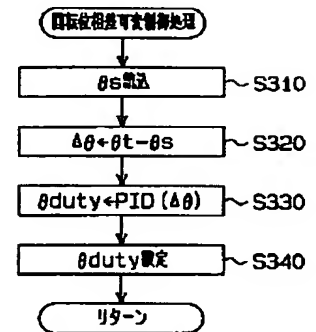 回転位相差可変制御処理
θs読込
S310
Δθ←θt-θs
S320
θduty←PID(Δθ)
S330
θduty設定
S340
リターン